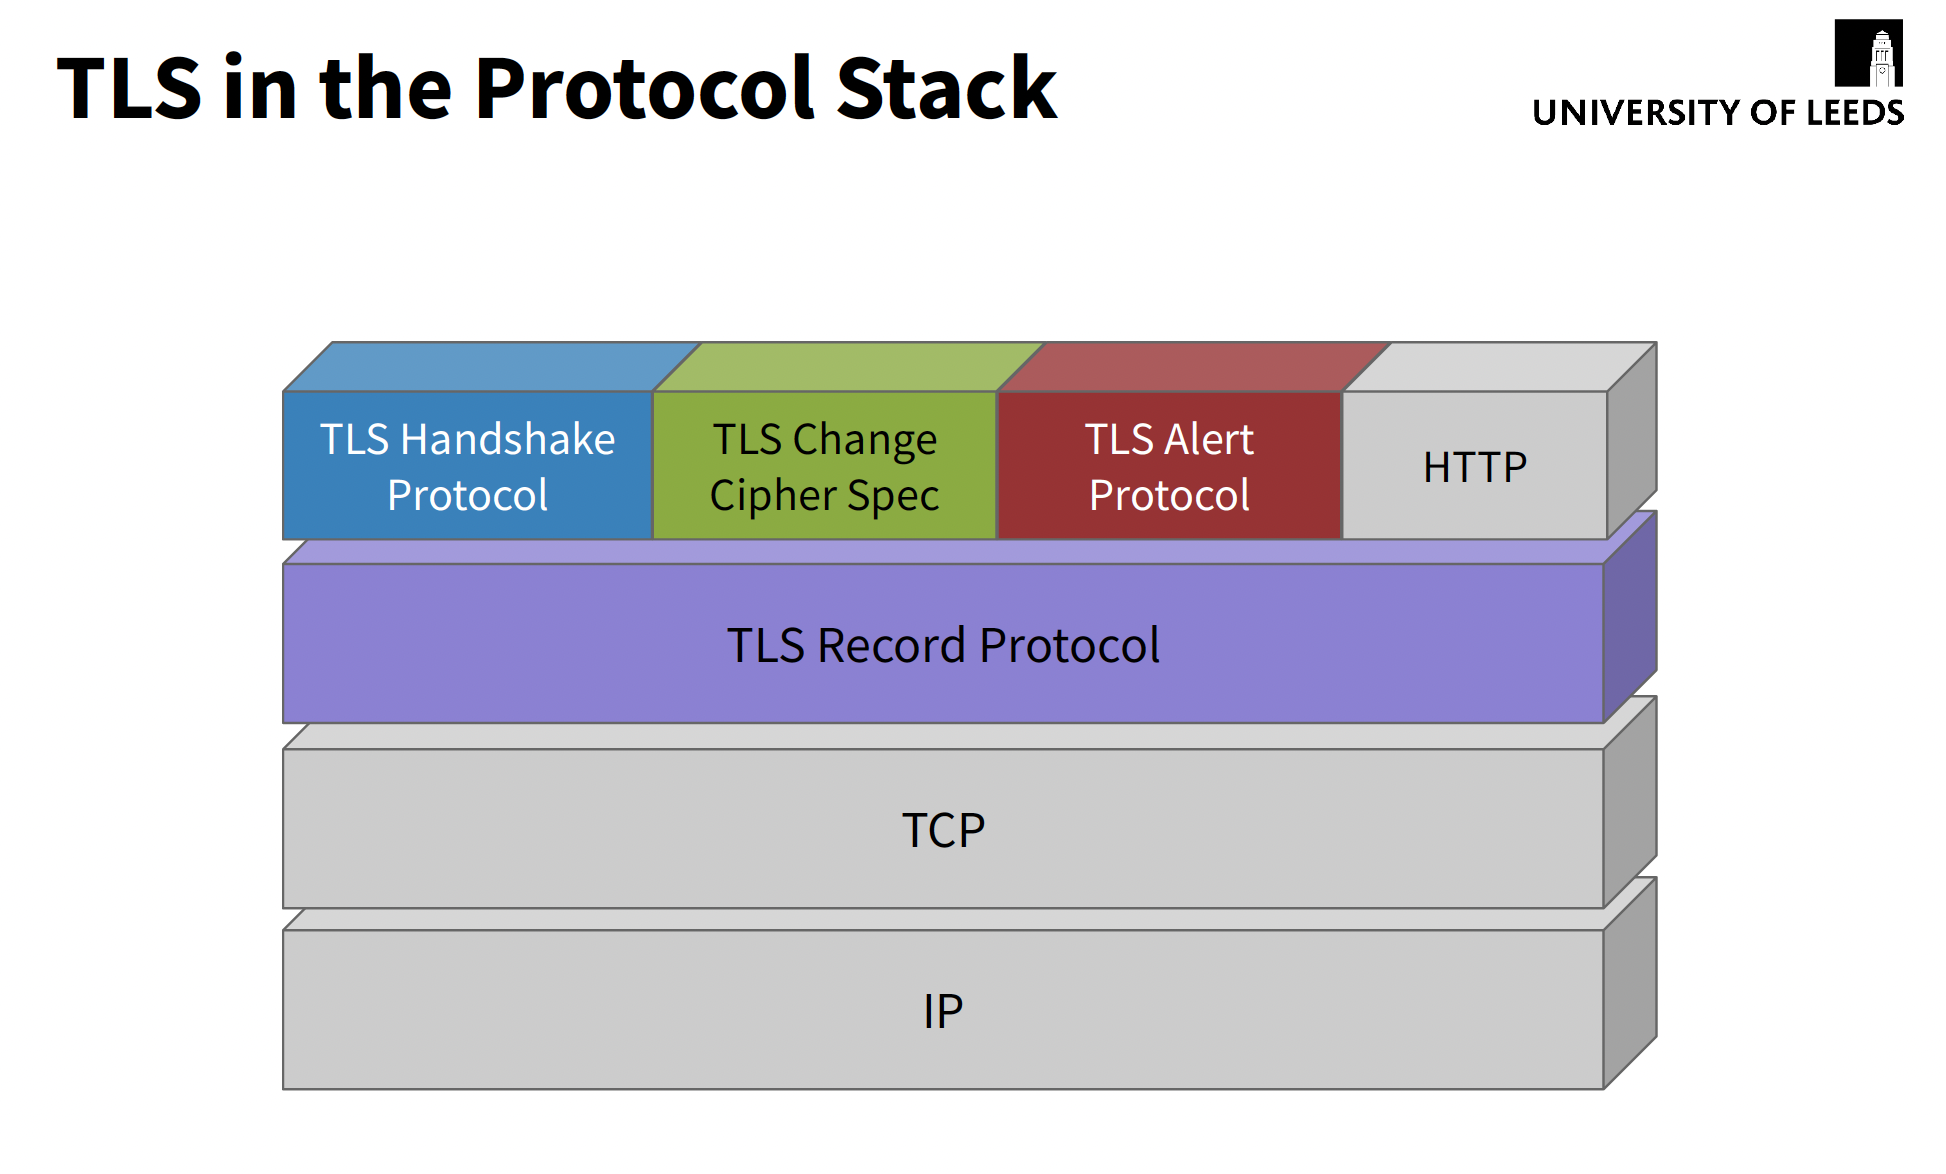 TLS in the Protocol Stack
UNIVERSITY OF LEEDS
TLS Handshake
Protocol
TLS Change
Cipher Spec
TLS Alert
Protocol
HTTP
TLS Record Protocol
TCP
IP